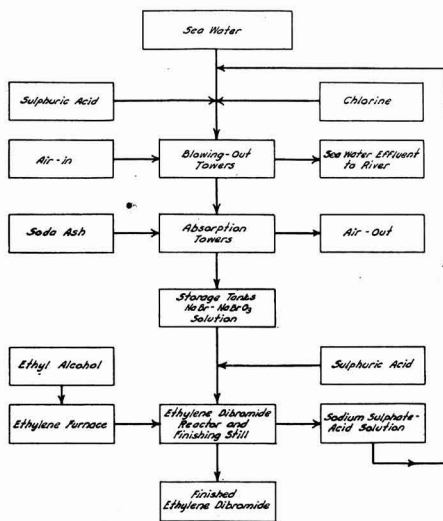 Sea Water
Sulphuric Acid
Chlorine
Air-in
Blowing-Out
Towers
Sea Water Effluent
to River
Soda Ash
Absorption
Towers
Air-Out
Storage Tanks
NaBr-NaBrO3
Solution
Ethyl Alcohol
Sulphuric Acid
Ethylene Furnace
Ethylene Dibromide
Reactor and
Finishing Still
Sodium Sulphate-
Acid Solution
Finished
Ethylene Dibromide